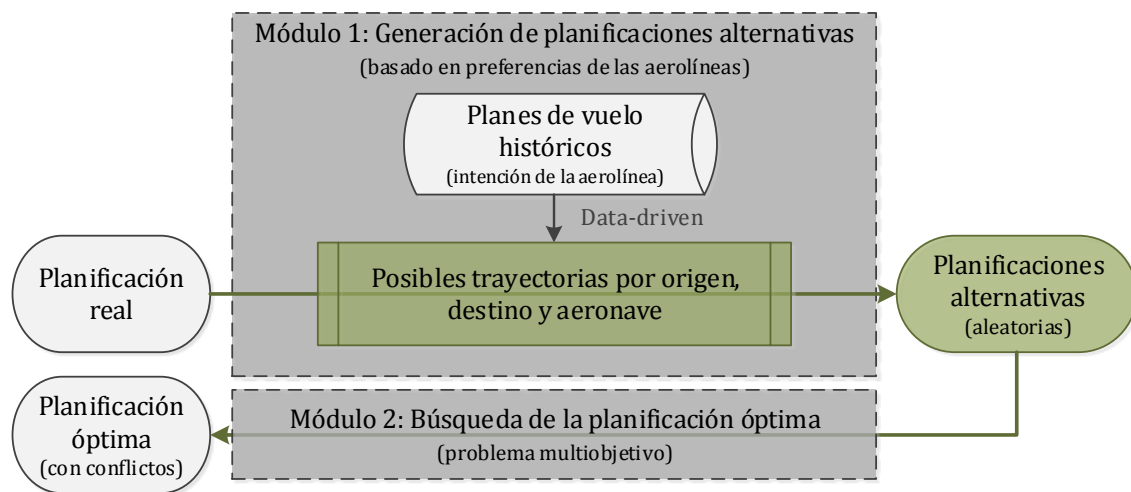 Módulo 1: Generación de planificaciones alternativas
(basado en preferencias de las aerolíneas)
Planes de vuelo
históricos
(intención de la aerolínea)
Data-driven
Planificación
real
Posibles trayectorias por origen,
destino y aeronave
Planificaciones
alternativas
(aleatorias)
Planificación
óptima
(con conflictos)
Módulo 2: Búsqueda de la planificación óptima
(problema multiobjetivo)